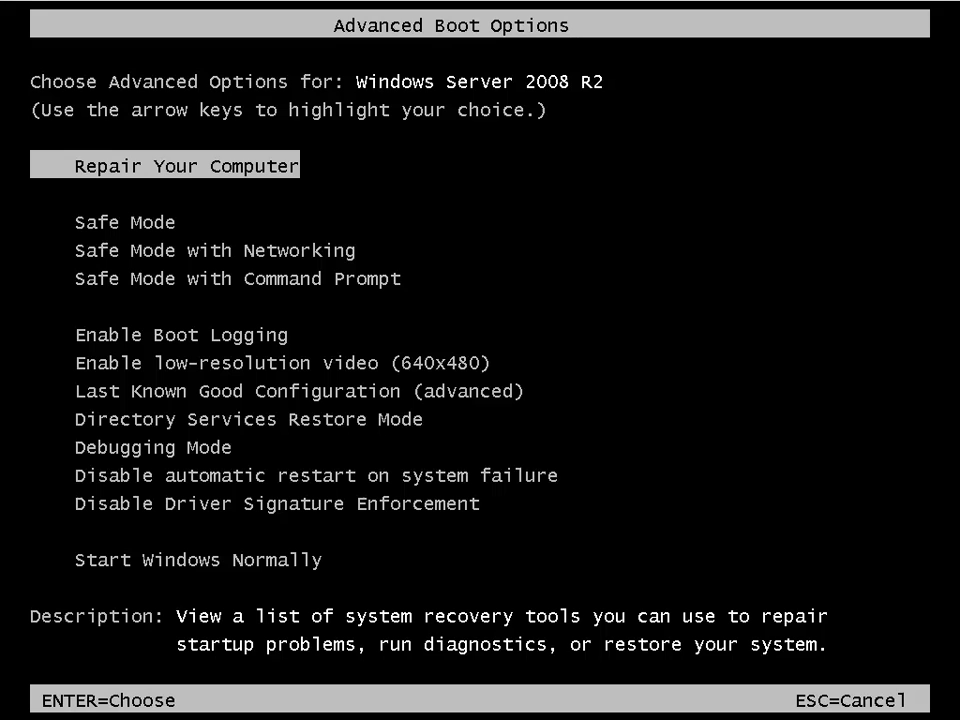 Advanced Boot Options
Choose Advanced Options for: Windows Server 2008 R2
(Use the arrow keys to highlight your choice.)
Repair Your Computer
Safe Mode
Safe Mode with Networking
Safe Mode with Command Prompt
Enable Boot Logging
Enable low-resolution video (640x480)
Last Known Good Configuration (advanced)
Directory Services Restore Mode
Debugging Mode
Disable automatic restart on system failure
Disable Driver Signature Enforcement
Start Windows Normally
Description: View a list of system recovery tools you can use to repair
startup problems, run diagnostics, or restore your system.
ENTER=Choose ESC=Cancel